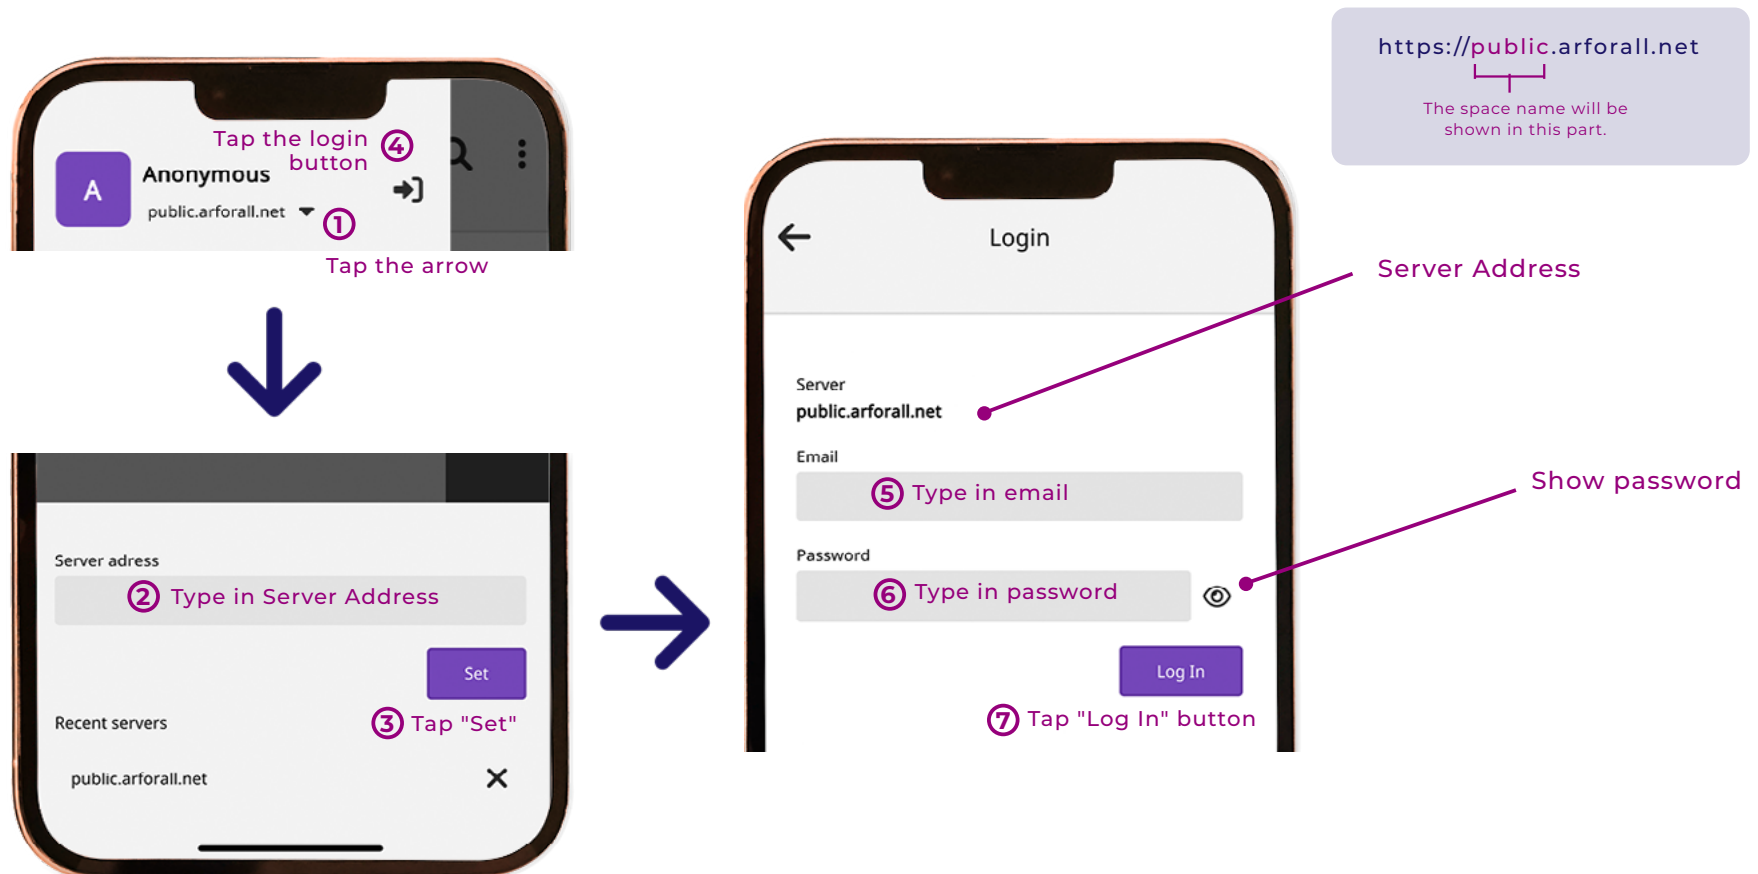 https://public.arforall.net
The space name will be
shown in this part.
Tap the login
button
4
A
Anonymous
public.arforall.net
1
Tap the arrow
Server adress
2 Type in Server Address
Set
3 Tap "Set"
Recent servers
public.arforall.net
Login
Server
public.arforall.net
Server Address
Email
5 Type in email
Password
6 Type in password
Show password
Log In
7 Tap "Log In" button